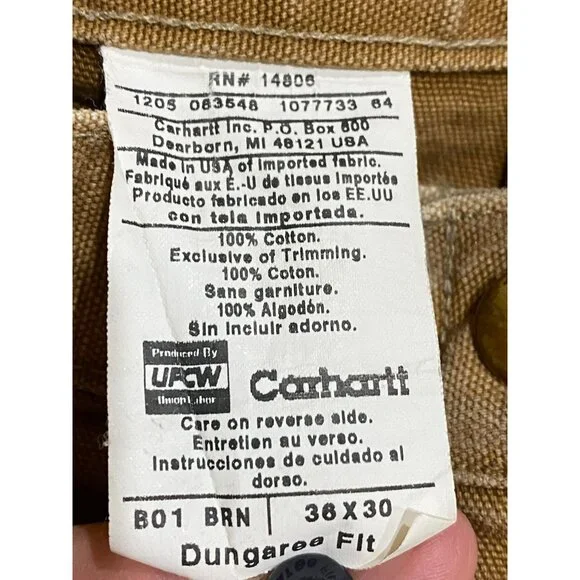 RN# 14806
1205 083548 1077733 64
Carhartt Inc. P.O. Box 600
Dearborn, MI 48121 USA
Made in USA of Imported fabric.
Fabriqué aux É.-U de tissus Importés
Producto fabricado en los EE.UU
con tela Importada.
100% Cotton.
Exclusive of Trimming.
100% Coton.
Sans garniture.
100% Algodón.
Sin Incluir adorno.
Produced By
UFCW
Union Labor
Carhartt
Care on reverse side.
Entretien au verso.
Instrucciones de cuidado al
dorso.
B01 BRN | 36 X 30
Dungaree Fit